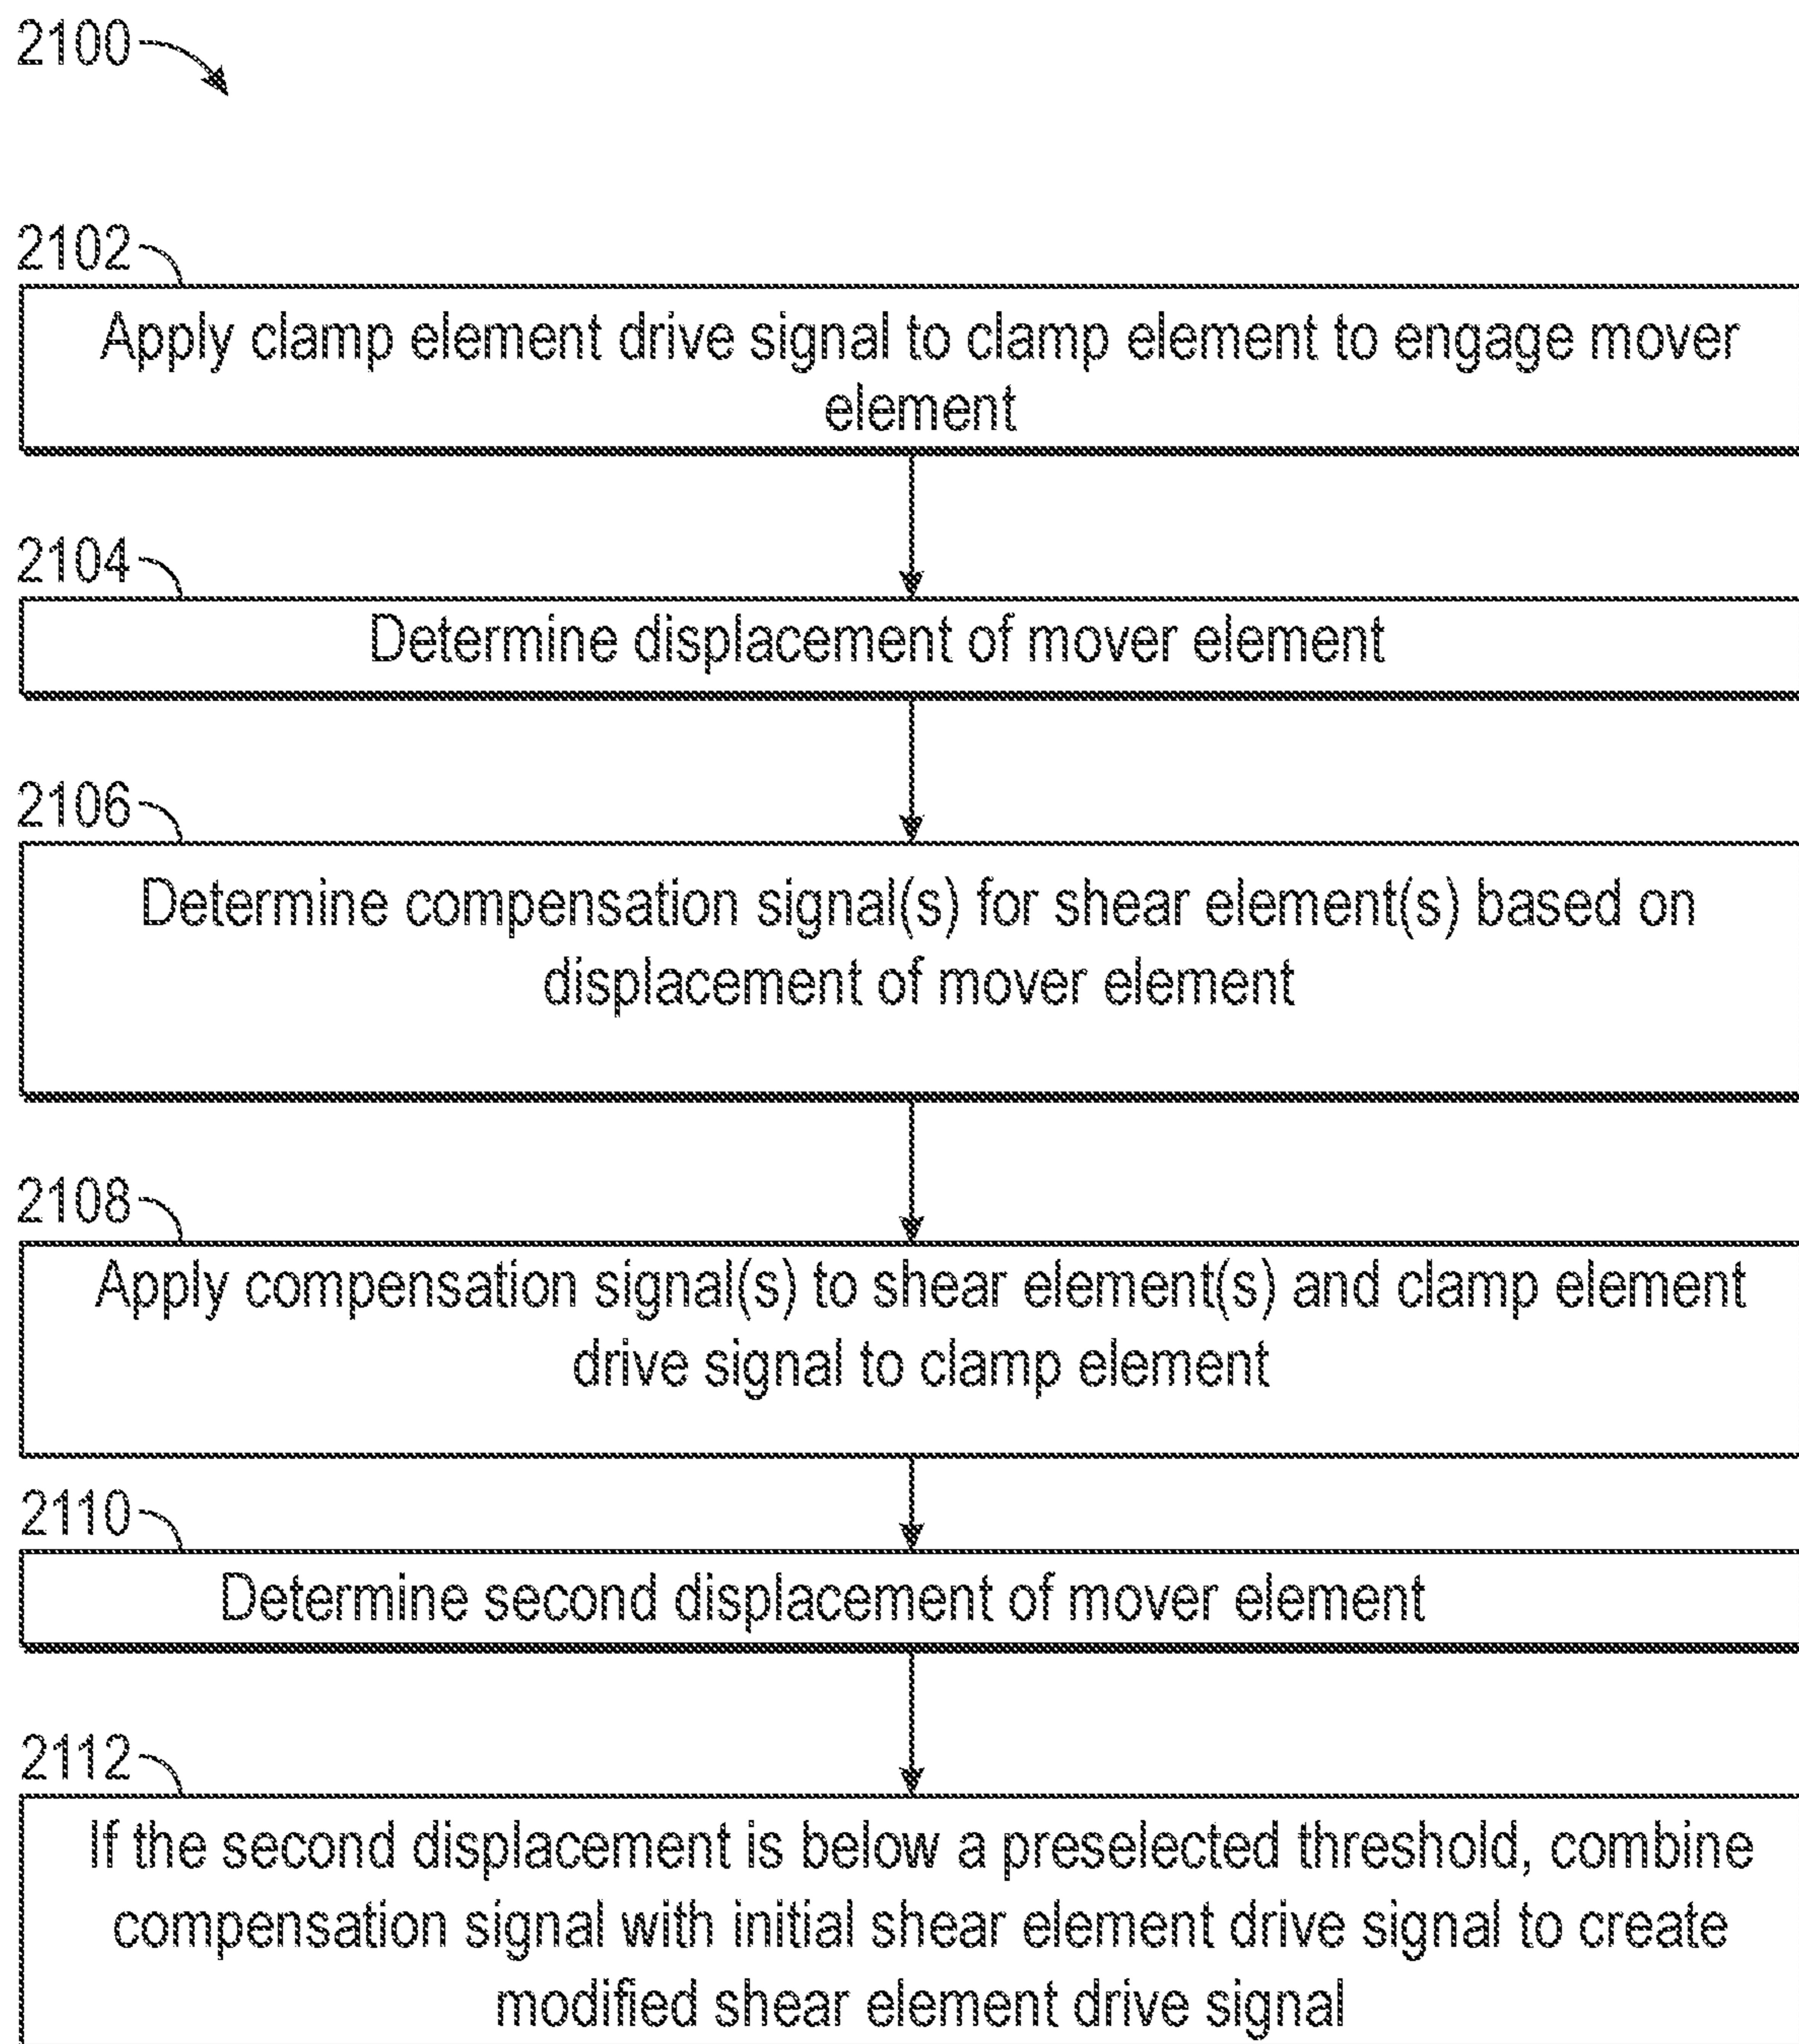 2100
2102
Apply clamp element drive signal to clamp element to engage mover
element
2104
Determine displacement of mover element
2106
Determine compensation signal(s) for shear element(s) based on
displacement of mover element
2108
Apply compensation signal(s) to shear element(s) and clamp element
drive signal to clamp element
2110
Determine second displacement of mover element
2112
If the second displacement is below a preselected threshold, combine
compensation signal with initial shear element drive signal to create
modified shear element drive signal